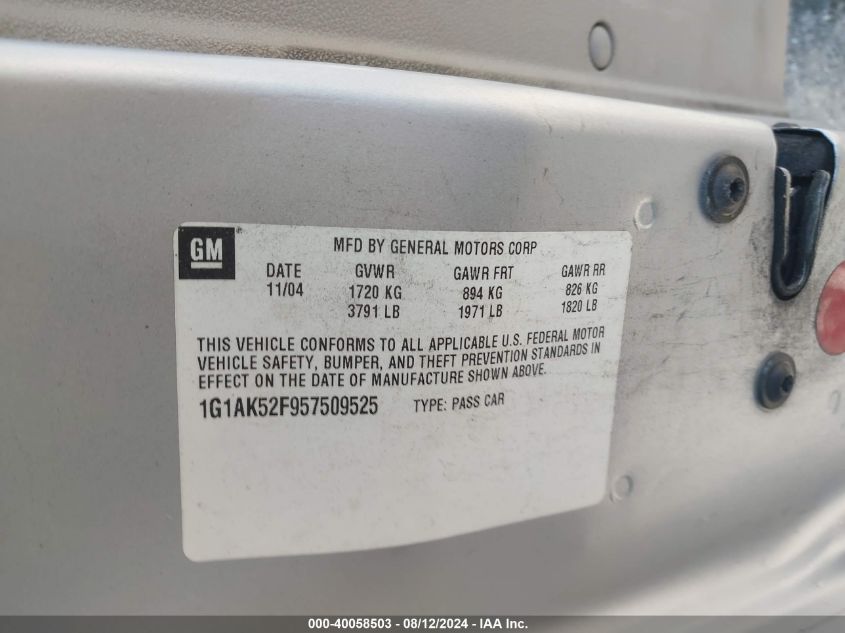 GM
MFD BY GENERAL MOTORS CORP
DATE GVWR GAWR FRT GAWR RR
11/04 1720 KG 894 KG 826 KG
3791 LB 1971 LB 1820 LB
THIS VEHICLE CONFORMS TO ALL APPLICABLE U.S. FEDERAL MOTOR
VEHICLE SAFETY, BUMPER, AND THEFT PREVENTION STANDARDS IN
EFFECT ON THE DATE OF MANUFACTURE SHOWN ABOVE.
1G1AK52F957509525 TYPE: PASS CAR
000-40058503 - 08/12/2024 - IAA Inc.